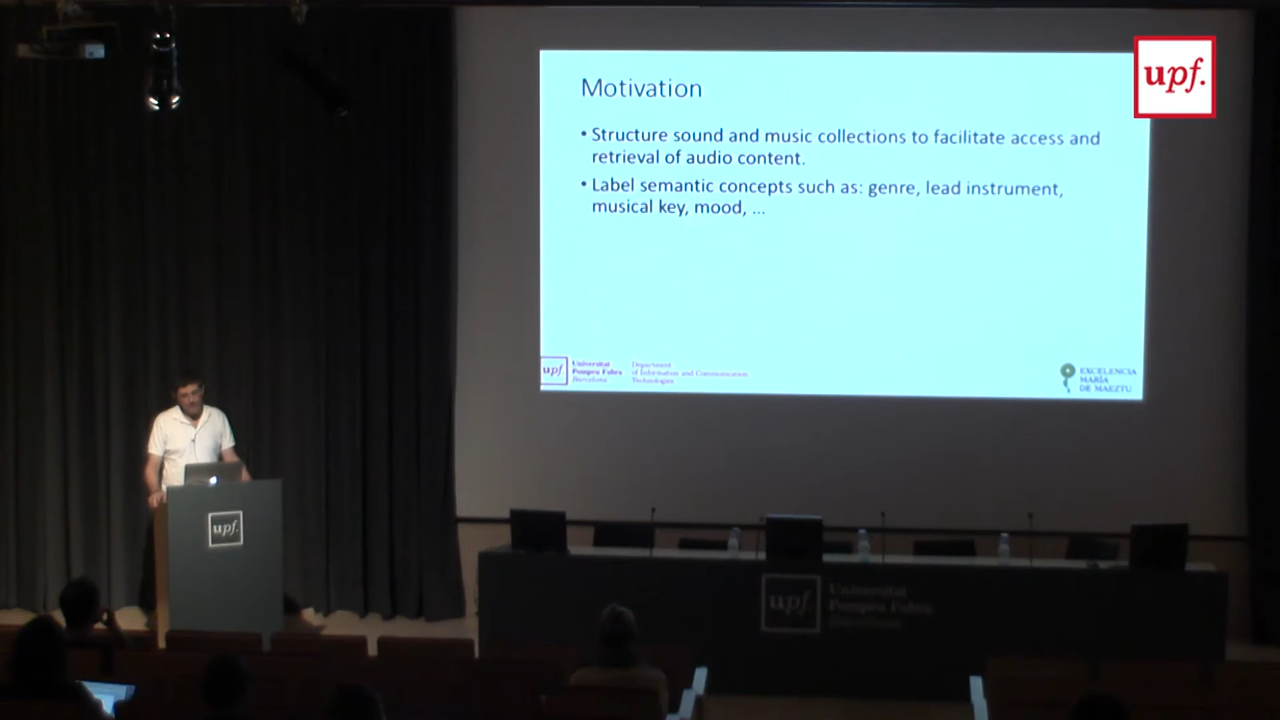 upf.
Motivation
• Structure sound and music collections to facilitate access and
retrieval of audio content.
• Label semantic concepts such as: genre, lead instrument,
musical key, mood, ...
upf.
Universitat
Pompeu Fabra
Barcelona
Department
of Information and Communication
Technologies
EXCELENCIA
MARÍA
DE MAEZTU
upf.
upf.
Universitat
Pompeu Fabra
Barcelona